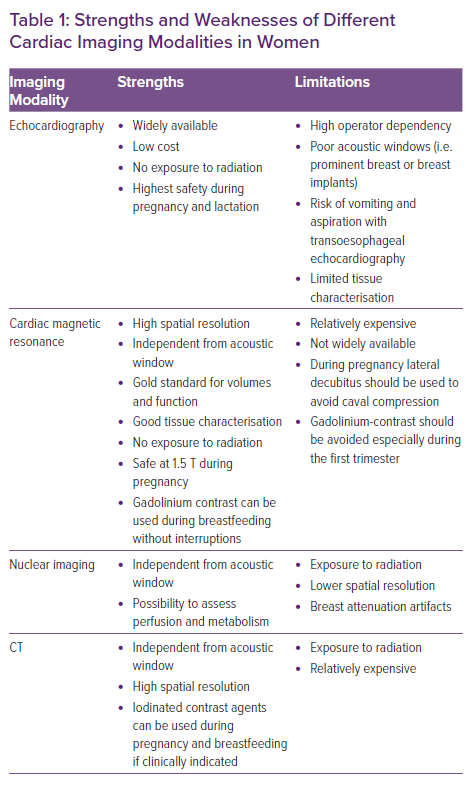 Table 1: Strengths and Weaknesses of Different
Cardiac Imaging Modalities in Women
Imaging
Modality
Strengths
Limitations
Echocardiography
• Widely available
• Low cost
• No exposure to radiation
• Highest safety during
pregnancy and lactation
• High operator dependency
• Poor acoustic windows (i.e.
prominent breast or breast
implants)
• Risk of vomiting and
aspiration with
transoesophageal
echocardiography
• Limited tissue
characterisation
Cardiac magnetic
resonance
• High spatial resolution
• Independent from acoustic
window
• Gold standard for volumes
and function
• Good tissue characterisation
• No exposure to radiation
• Safe at 1.5 T during
pregnancy
• Gadolinium contrast can be
used during breastfeeding
without interruptions
• Relatively expensive
• Not widely available
• During pregnancy lateral
decubitus should be used to
avoid caval compression
• Gadolinium-contrast should
be avoided especially during
the first trimester
Nuclear imaging
• Independent from acoustic
window
• Possibility to assess
perfusion and metabolism
• Exposure to radiation
• Lower spatial resolution
• Breast attenuation artifacts
CT
• Independent from acoustic
window
• High spatial resolution
• Iodinated contrast agents
can be used during
pregnancy and breastfeeding
if clinically indicated
• Exposure to radiation
• Relatively expensive